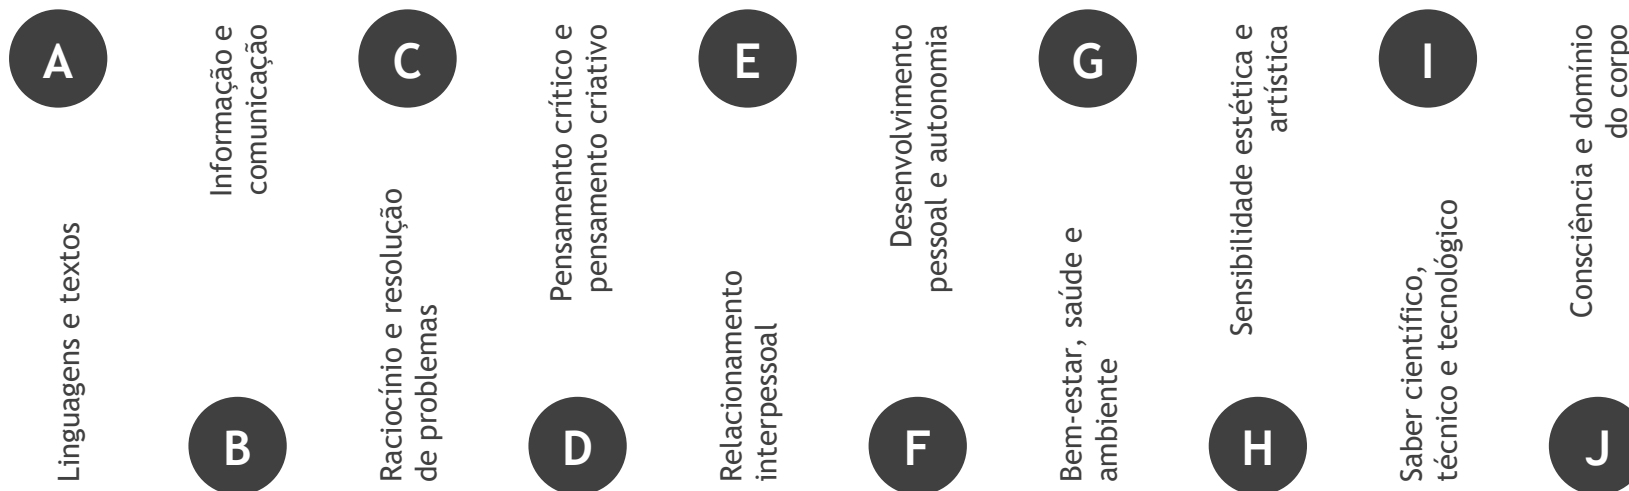 A
Linguagens e textos
Informação e
comunicação
B
C
Raciocínio e resolução
de problemas
Pensamento crítico e
pensamento criativo
D
E
Relacionamento
interpessoal
Desenvolvimento
pessoal e autonomia
F
G
Bem-estar, saúde e
ambiente
Sensibilidade estética e
artística
H
I
Saber científico,
técnico e tecnológico
Consciência e domínio
do corpo
J